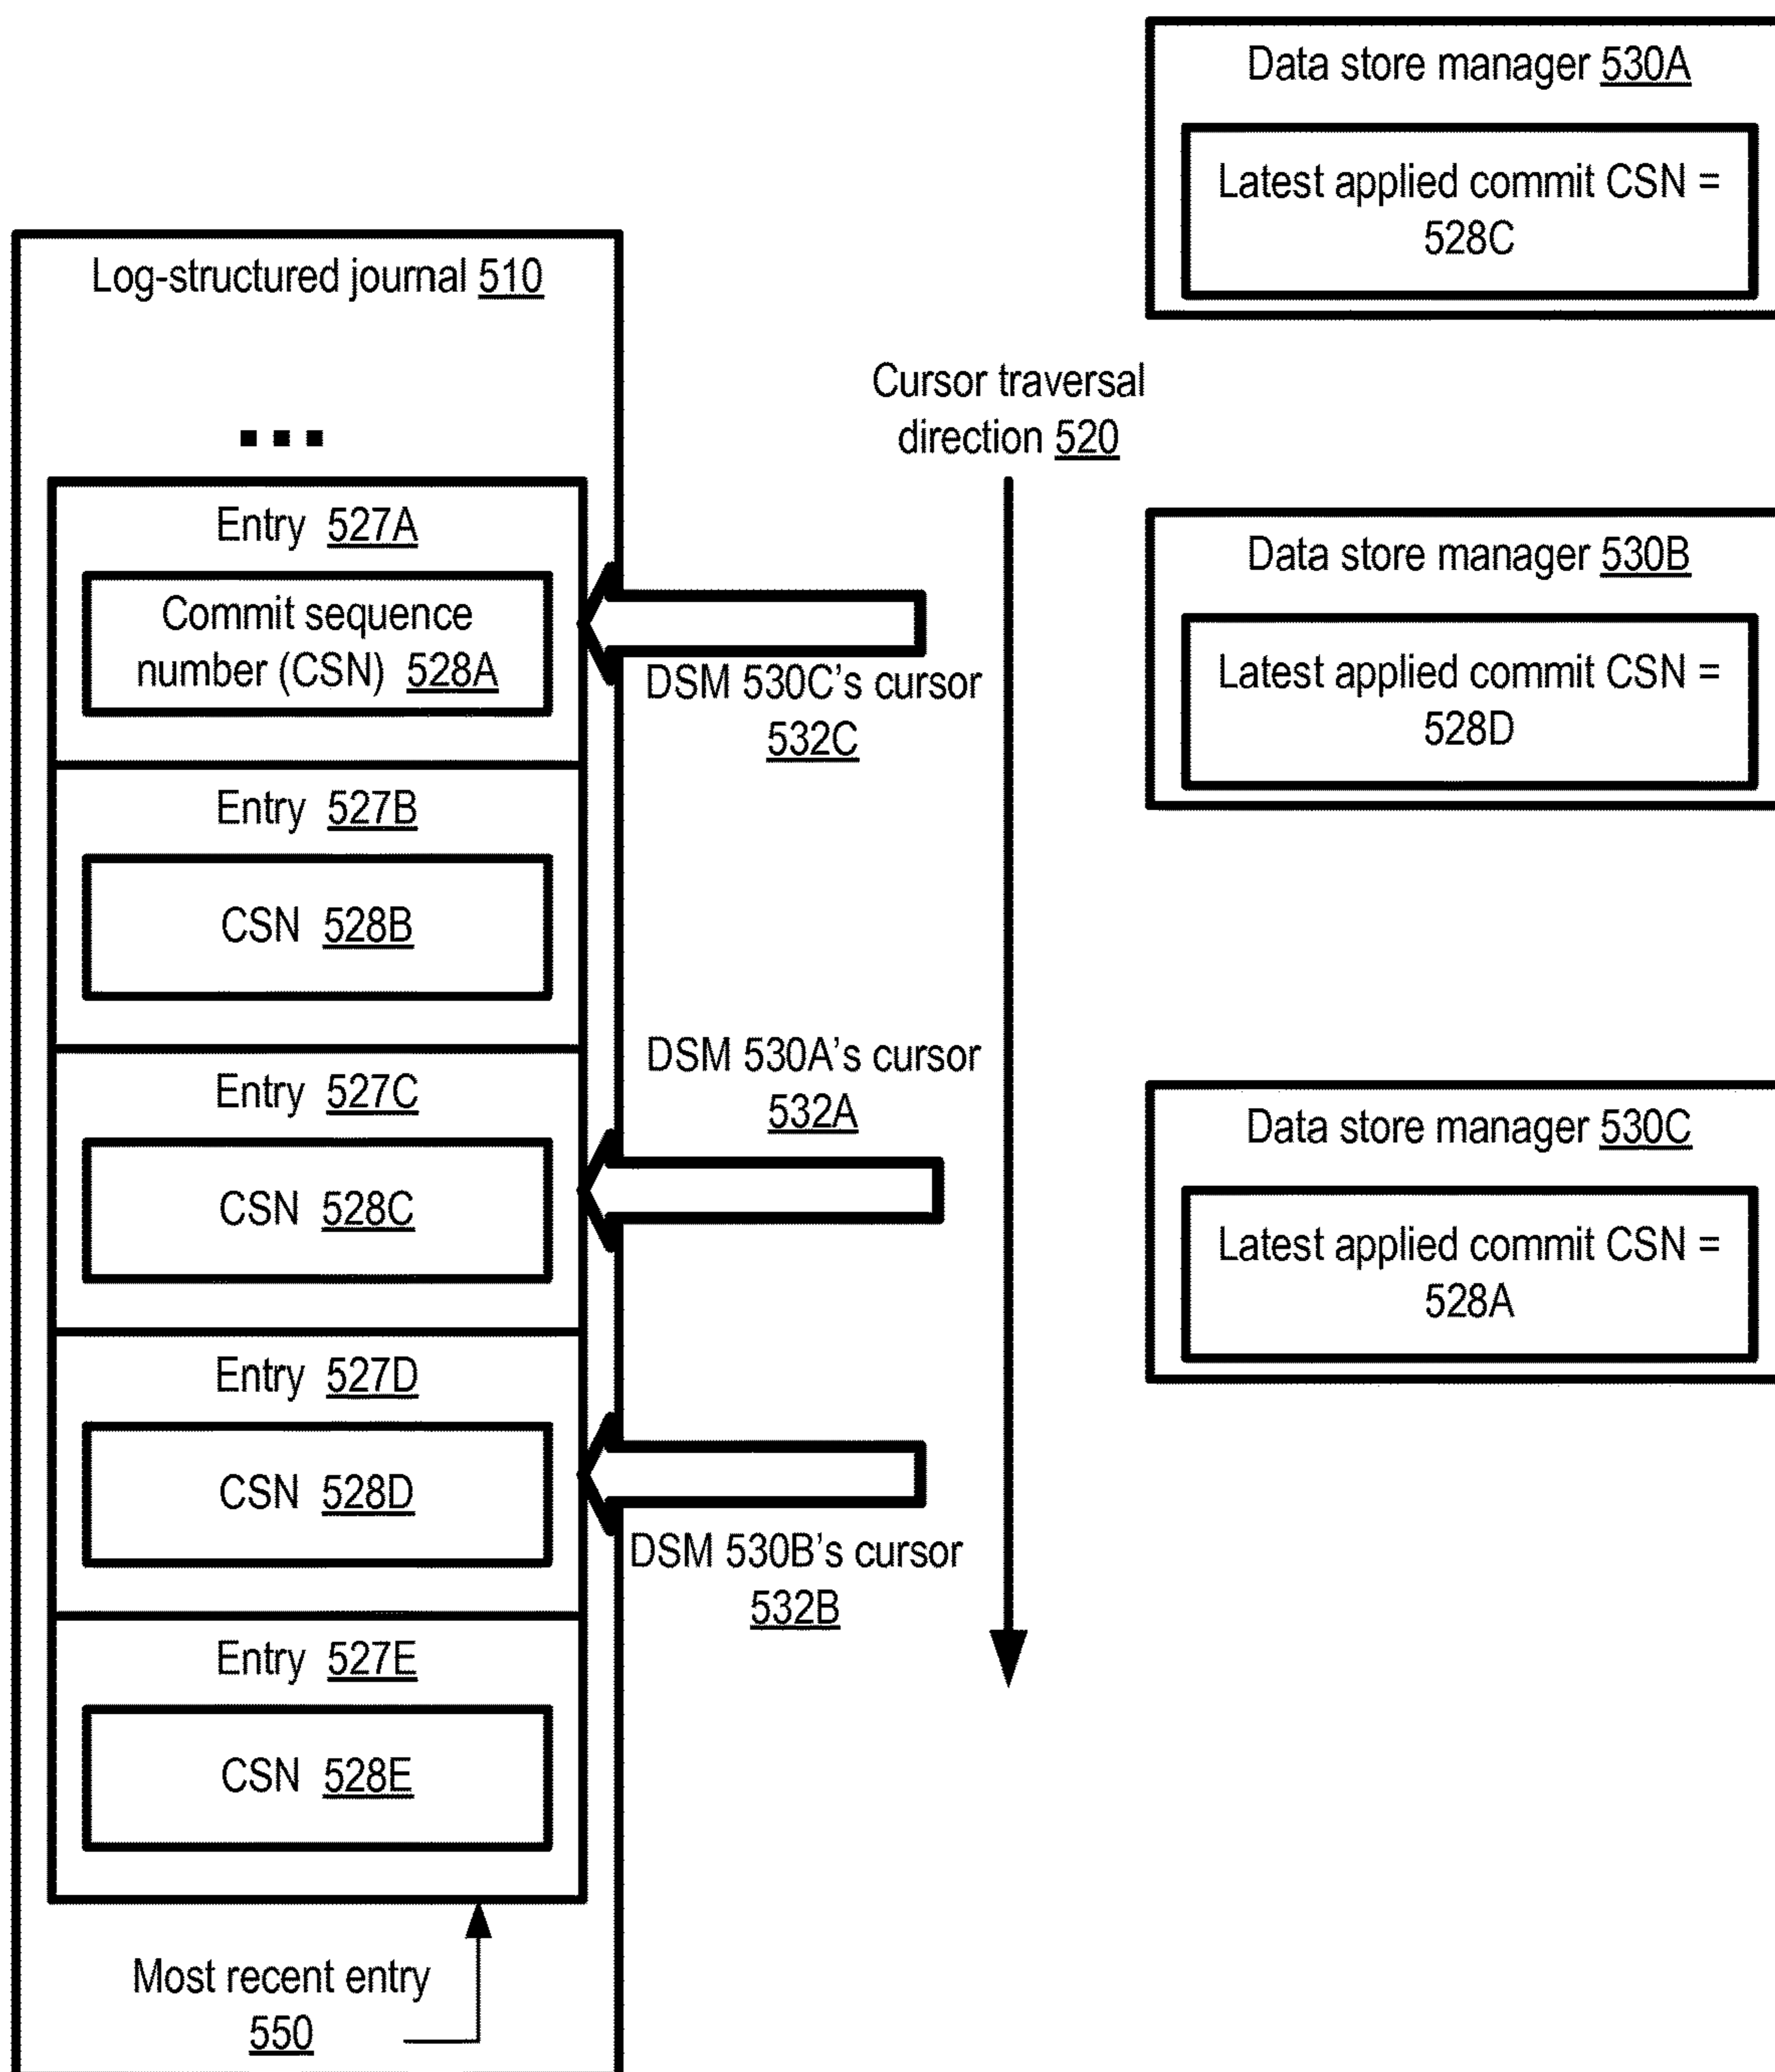 Data store manager 530A
Latest applied commit CSN =
528C
Log-structured journal 510
...
Cursor traversal
direction 520
Entry 527A
Commit sequence
number (CSN) 528A
DSM 530C's cursor
532C
Data store manager 530B
Latest applied commit CSN =
528D
Entry 527B
CSN 528B
DSM 530A's cursor
532A
Entry 527C
CSN 528C
Data store manager 530C
Latest applied commit CSN =
528A
Entry 527D
CSN 528D
DSM 530B's cursor
532B
Entry 527E
CSN 528E
Most recent entry
550